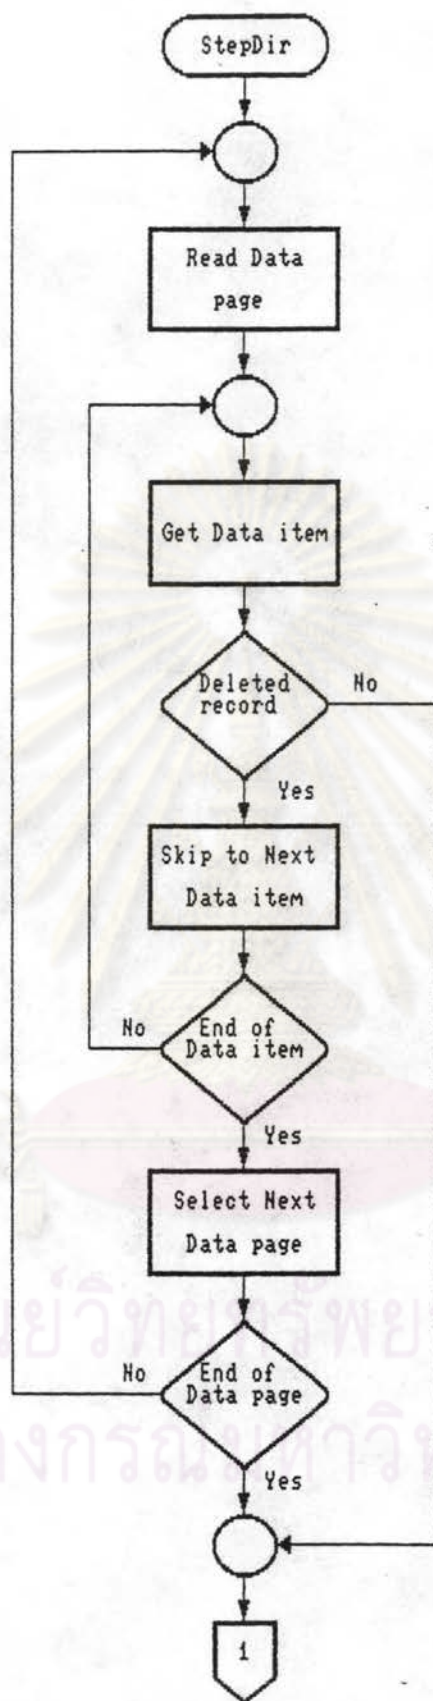 StepDir
Read Data
page
Get Data item
Deleted
record
No
Yes
Skip to Next
Data item
No
End of
Data item
Yes
Select Next
Data page
No
End of
Data page
Yes
1